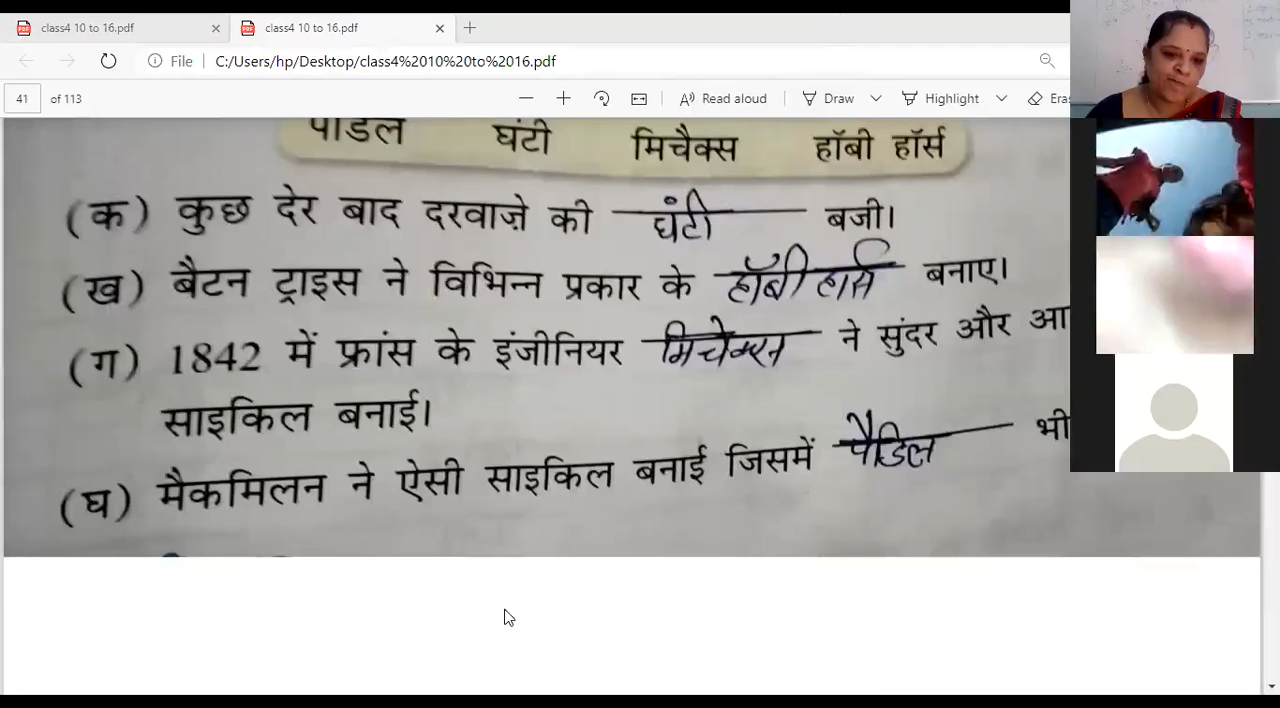 class4 10 to 16.pdf
class4 10 to 16.pdf
File C:/Users/hp/Desktop/class4%2010%20to%2016.pdf
41 of 113 Read aloud Draw Highlight Eras
पैडिल घंटी मिचैक्स हॉबी हॉर्स
(क) कुछ देर बाद दरवाज़े की घंटी बजी।
(ख) बैटन ट्राइस ने विभिन्न प्रकार के हॉबी हार्स बनाए।
(ग) 1842 में फ्रांस के इंजीनियर मिचेक्स ने सुंदर और आ
साइकिल बनाई।
(घ) मैकमिलन ने ऐसी साइकिल बनाई जिसमें पैडिल भी